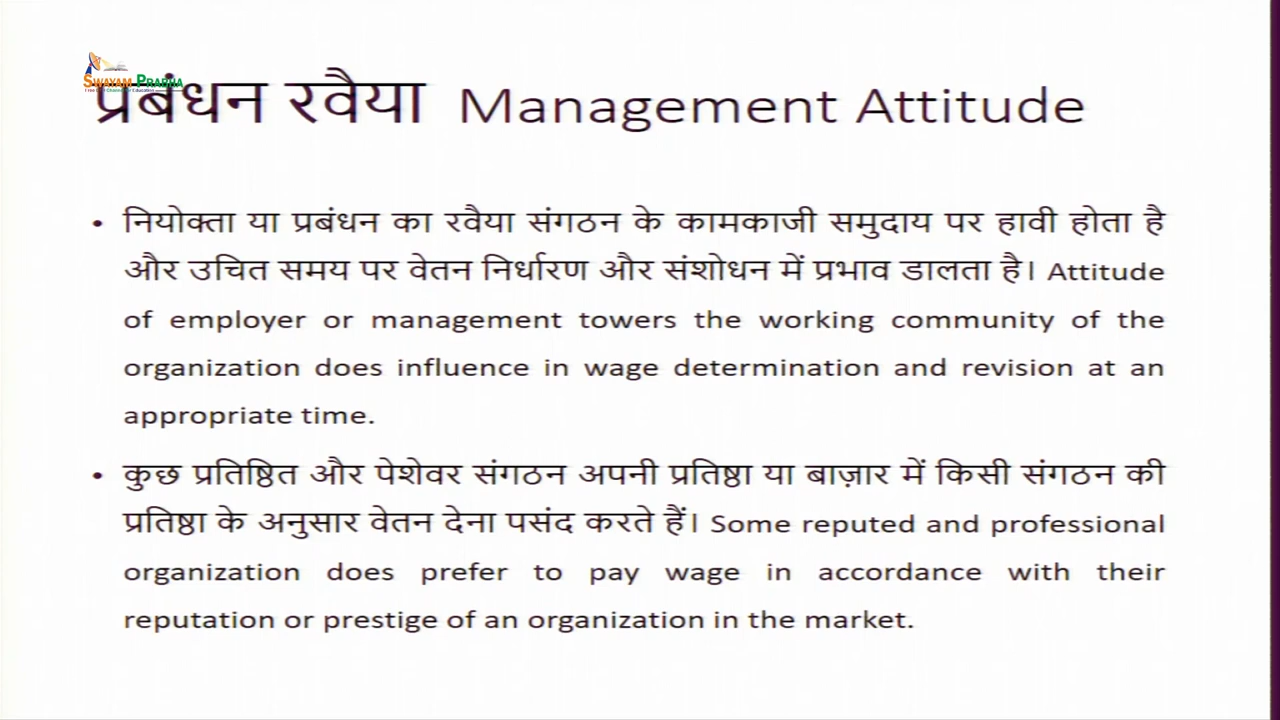 SWAYAM PRABHA
प्रबंधन रवैया Management Attitude
• नियोक्ता या प्रबंधन का रवैया संगठन के कामकाजी समुदाय पर हावी होता है
और उचित समय पर वेतन निर्धारण और संशोधन में प्रभाव डालता है। Attitude
of employer or management towers the working community of the
organization does influence in wage determination and revision at an
appropriate time.
• कुछ प्रतिष्ठित और पेशेवर संगठन अपनी प्रतिष्ठा या बाज़ार में किसी संगठन की
प्रतिष्ठा के अनुसार वेतन देना पसंद करते हैं। Some reputed and professional
organization does prefer to pay wage in accordance with their
reputation or prestige of an organization in the market.